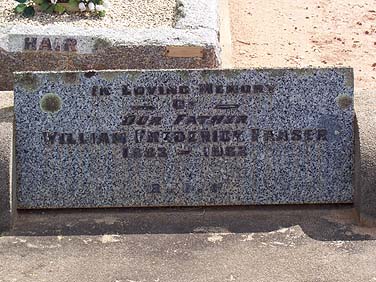 HAIR
IN LOVING MEMORY
OF
OUR FATHER
WILLIAM FREDERICK FRASER
R.I.P.